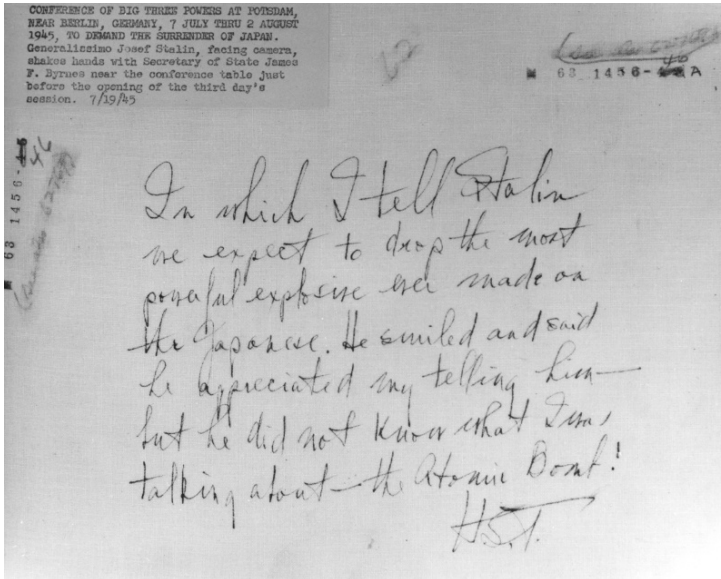 CONFERENCE OF BIG THREE POWERS AT POTSDAM,
NEAR BERLIN, GERMANY, 7 JULY THRU 2 AUGUST
1945, TO DEMAND THE SURRENDER OF JAPAN.
Generalissimo Josef Stalin, facing camera,
shakes hands with Secretary of State James
F. Byrnes near the conference table just
before the opening of the third day's
session. 7/19/45
63 1456-46 A
63 1456-
46
In which I tell Stalin
we expect to drop the most
powerful explosive ever made on
the Japanese. He smiled and said
he appreciated my telling him—
but he did not know what I was
talking about—the Atomic Bomb!
H.S.T.